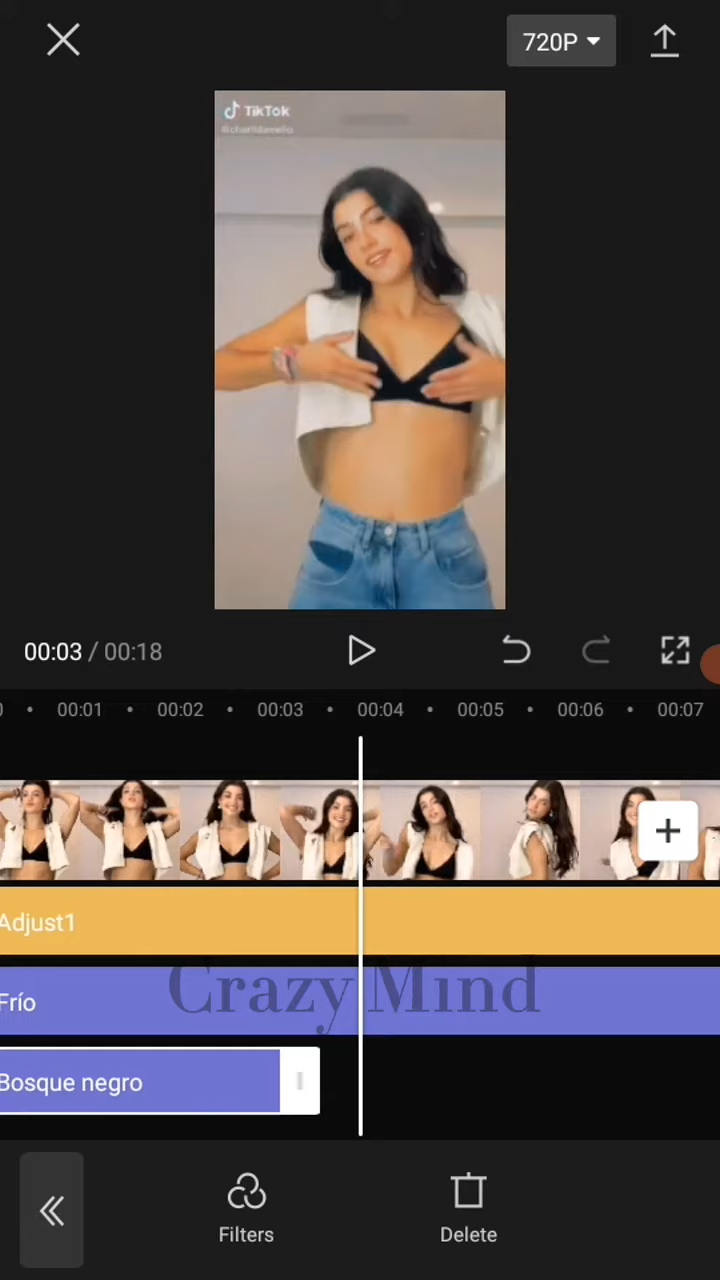 720P
TikTok
@charlidamelio
00:03 / 00:18
00:01 00:02 00:03 00:04 00:05 00:06 00:07
Adjust1
Frío
Crazy Mind
Bosque negro
Filters
Delete